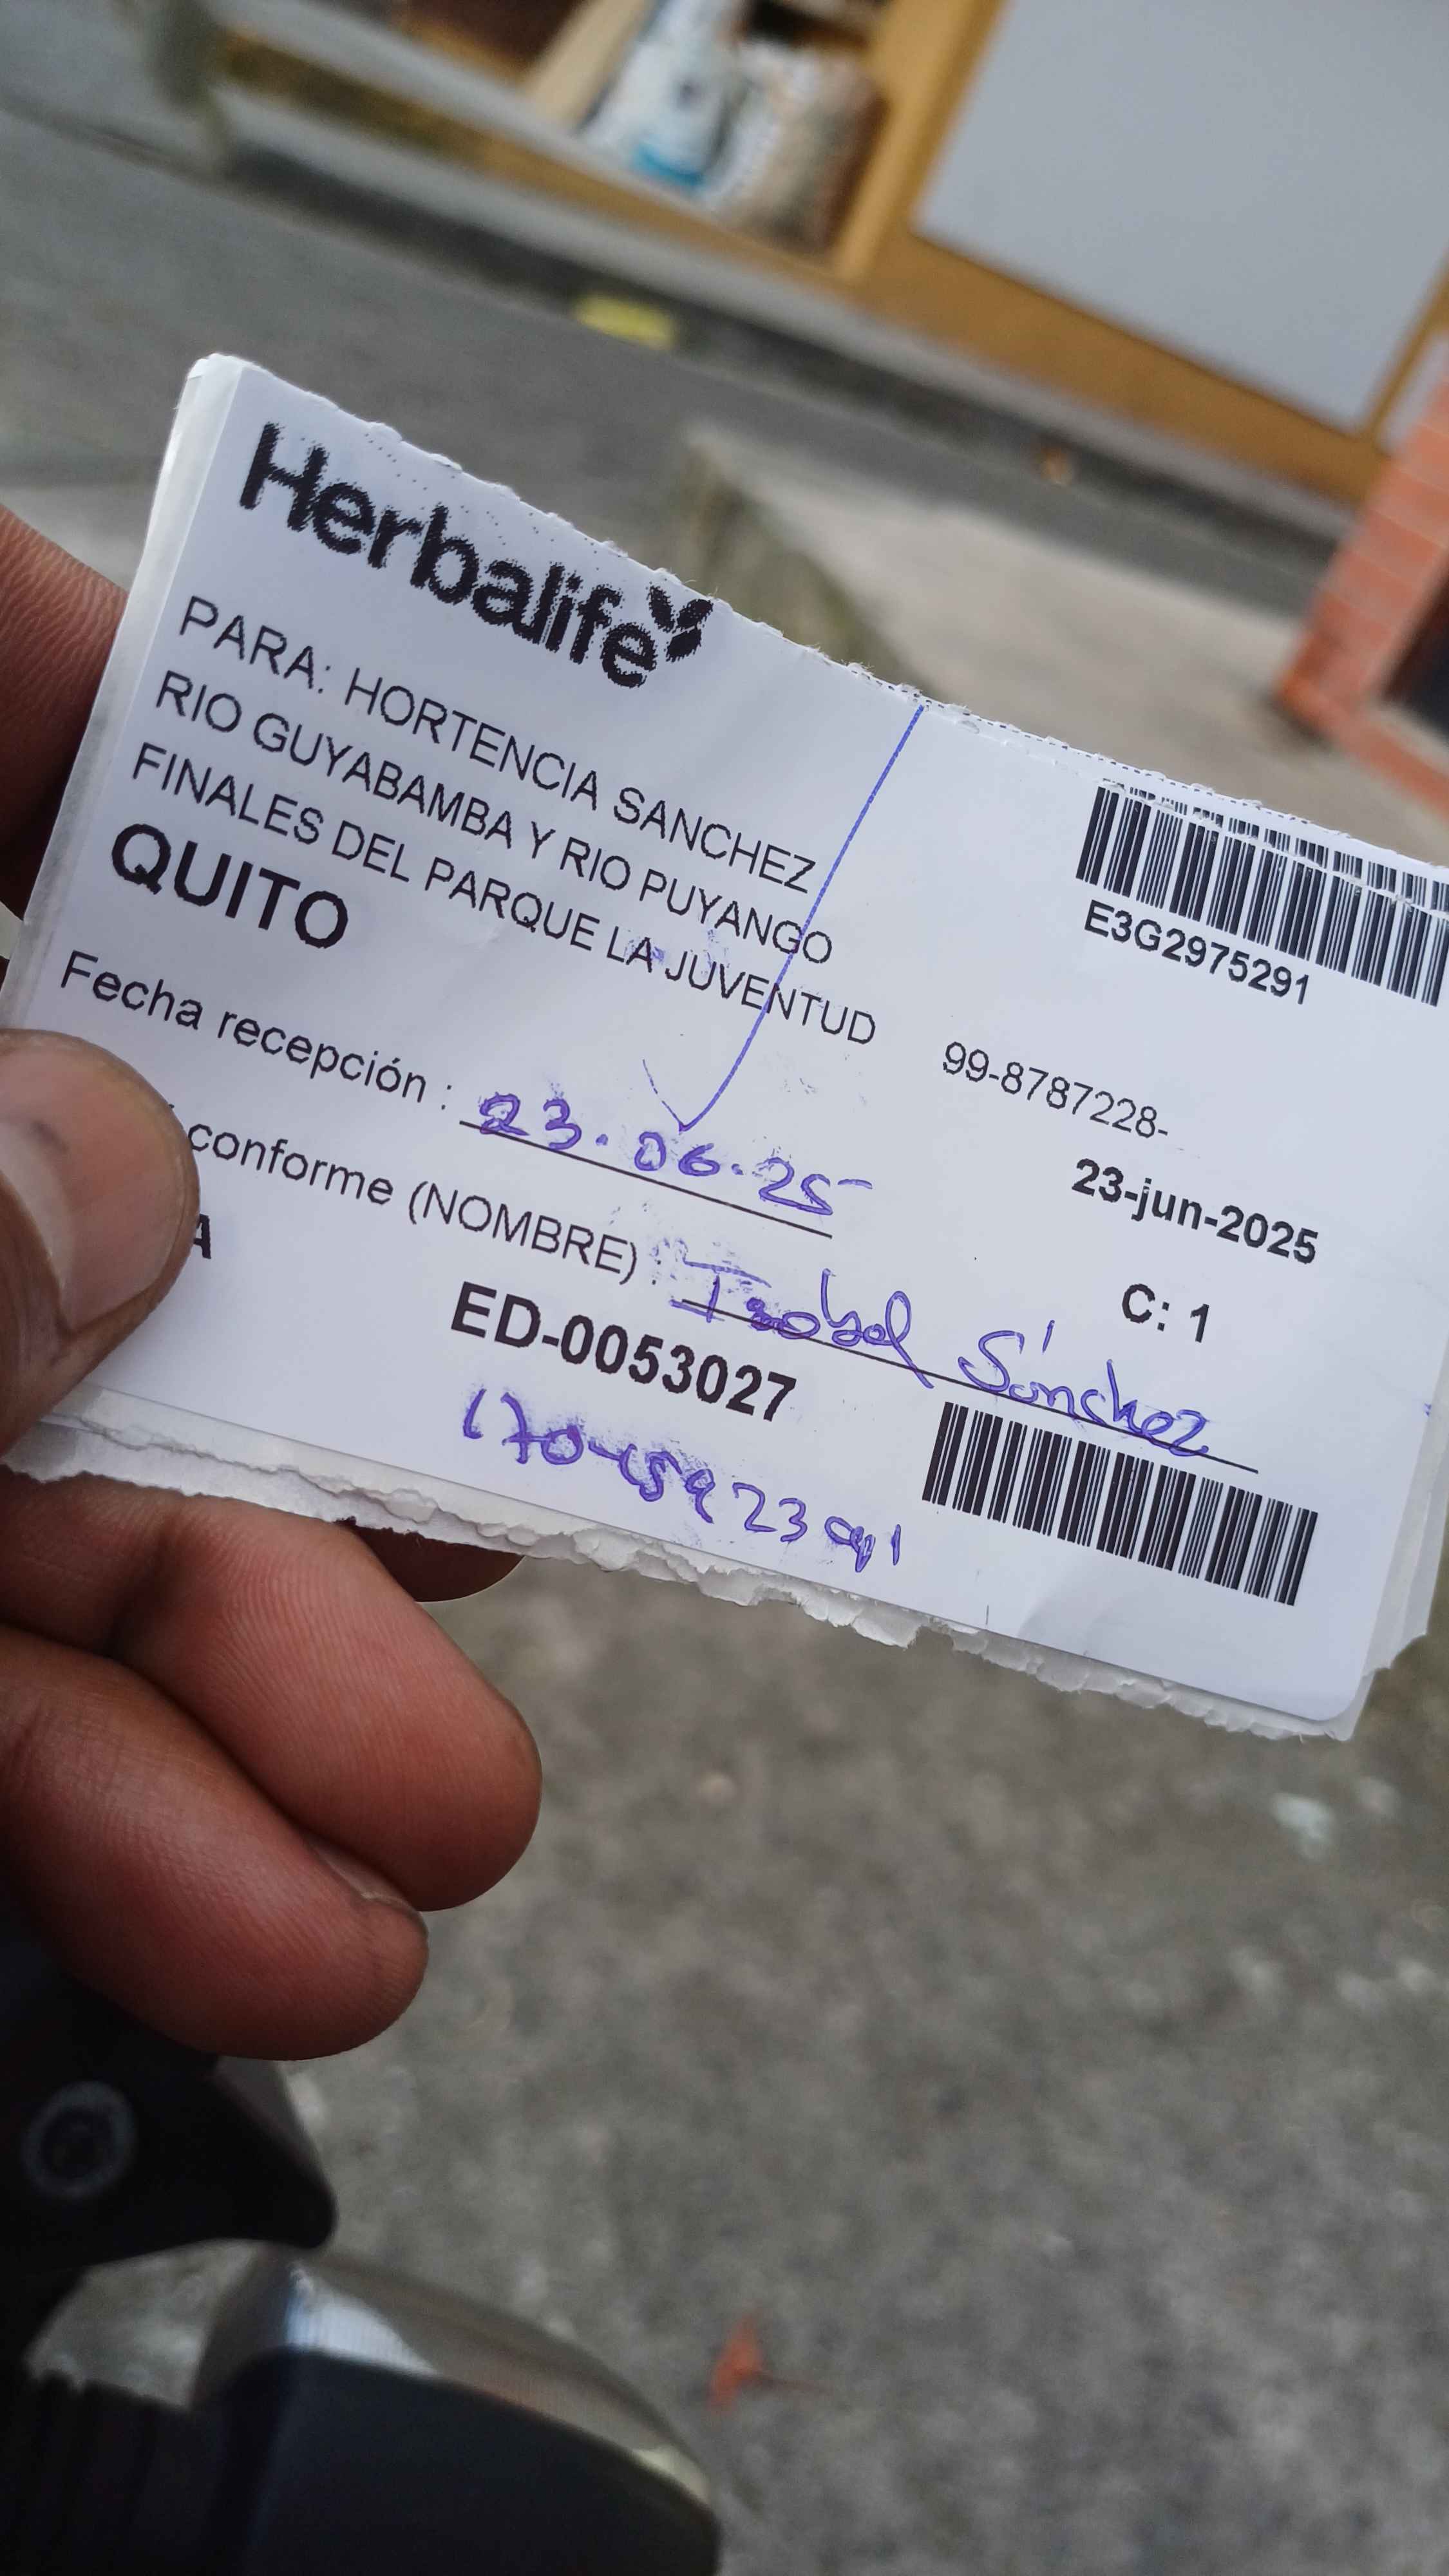 Herbalife
PARA: HORTENCIA SANCHEZ
RIO GUYABAMBA Y RIO PUYANGO
FINALES DEL PARQUE LA JUVENTUD
QUITO
E3G2975291
99-8787228-
23-jun-2025
C: 1
Fecha recepción : 23.06.25
conforme (NOMBRE) : Isabel Sánchez
A
ED-0053027